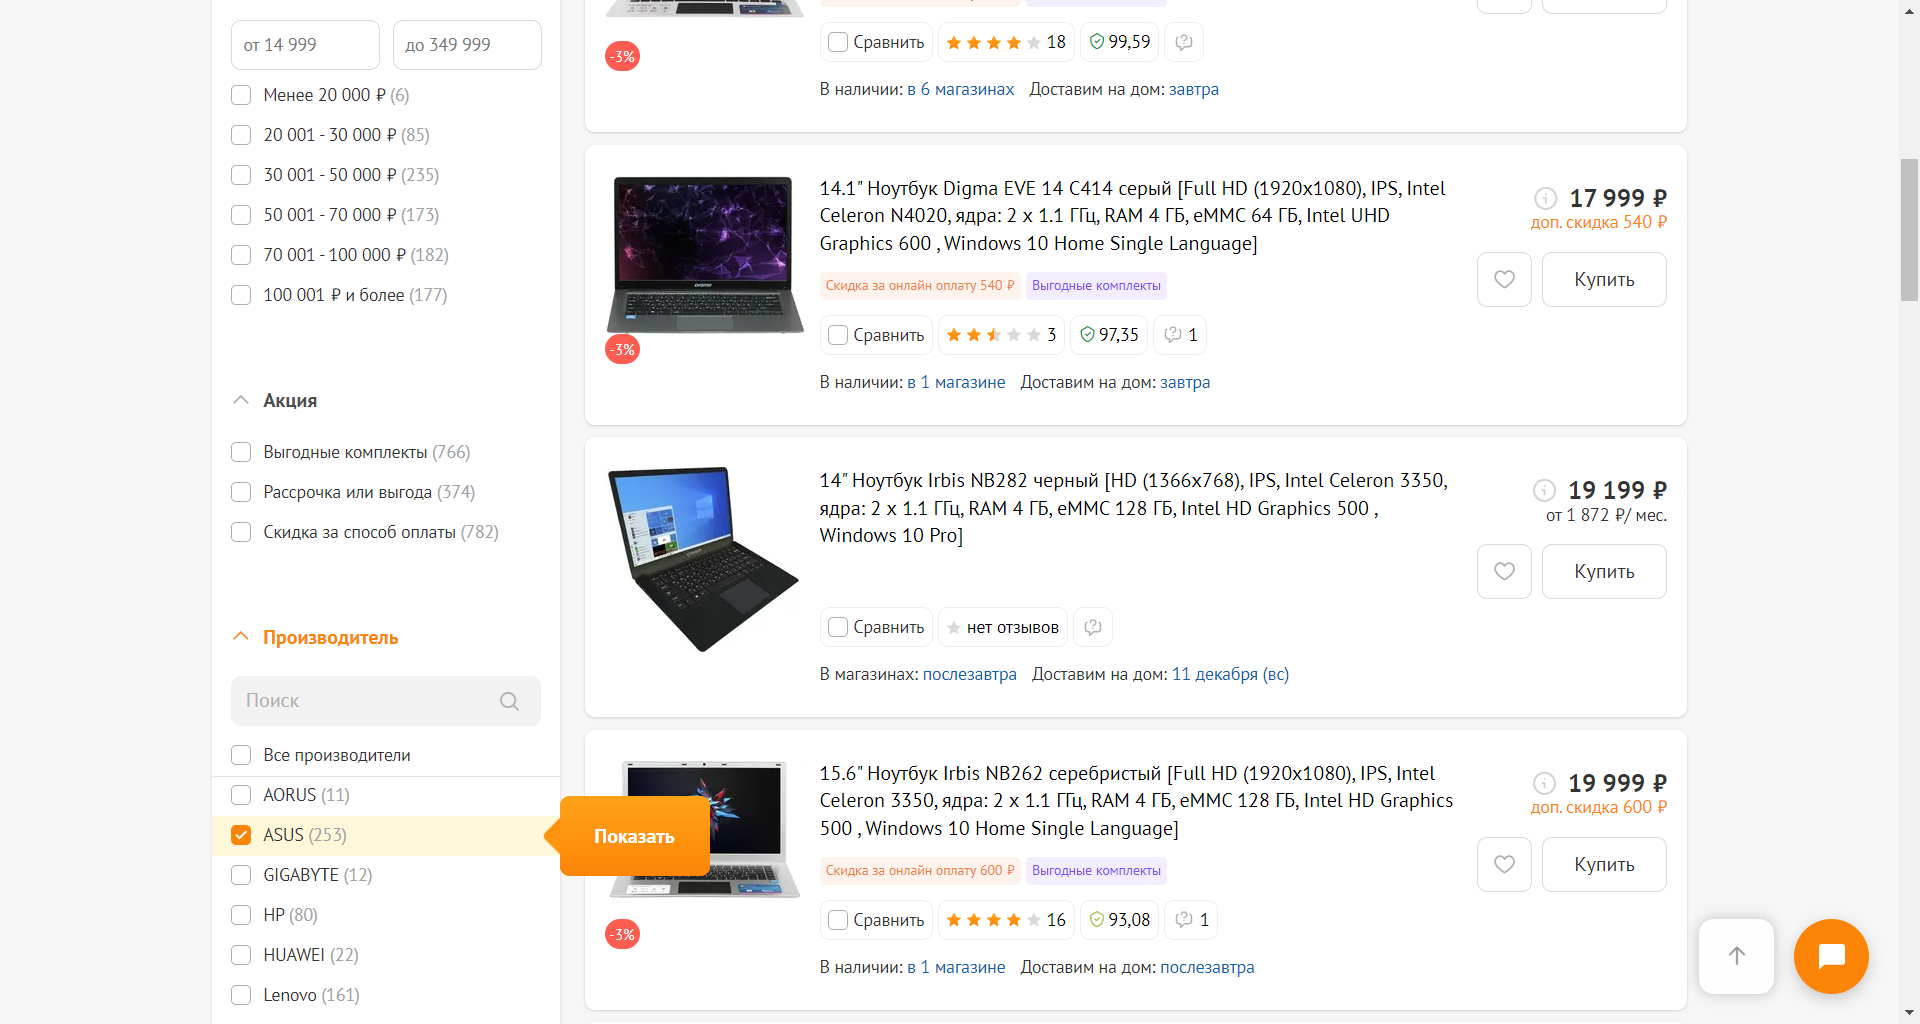 от 14 999
до 349 999
Менее 20 000 ₽ (6)
20 001 - 30 000 ₽ (85)
30 001 - 50 000 ₽ (235)
50 001 - 70 000 ₽ (173)
70 001 - 100 000 ₽ (182)
100 001 ₽ и более (177)
Акция
Выгодные комплекты (766)
Рассрочка или выгода (374)
Скидка за способ оплаты (782)
Производитель
Поиск
Все производители
AORUS (11)
ASUS (253)
Показать
GIGABYTE (12)
HP (80)
HUAWEI (22)
Lenovo (161)
-3%
Сравнить
18
99,59
В наличии: в 6 магазинах Доставим на дом: завтра
14.1" Ноутбук Digma EVE 14 C414 серый [Full HD (1920x1080), IPS, Intel
Celeron N4020, ядра: 2 x 1.1 ГГц, RAM 4 ГБ, eMMC 64 ГБ, Intel UHD
Graphics 600 , Windows 10 Home Single Language]
17 999 ₽
доп. скидка 540 ₽
Скидка за онлайн оплату 540 ₽
Выгодные комплекты
Купить
-3%
Сравнить
3
97,35
1
В наличии: в 1 магазине Доставим на дом: завтра
14" Ноутбук Irbis NB282 черный [HD (1366x768), IPS, Intel Celeron 3350,
ядра: 2 x 1.1 ГГц, RAM 4 ГБ, eMMC 128 ГБ, Intel HD Graphics 500 ,
Windows 10 Pro]
19 199 ₽
от 1 872 ₽/ мес.
Купить
Сравнить
нет отзывов
В магазинах: послезавтра Доставим на дом: 11 декабря (вс)
15.6" Ноутбук Irbis NB262 серебристый [Full HD (1920x1080), IPS, Intel
Celeron 3350, ядра: 2 x 1.1 ГГц, RAM 4 ГБ, eMMC 128 ГБ, Intel HD Graphics
500 , Windows 10 Home Single Language]
19 999 ₽
доп. скидка 600 ₽
Скидка за онлайн оплату 600 ₽
Выгодные комплекты
Купить
-3%
Сравнить
16
93,08
1
В наличии: в 1 магазине Доставим на дом: послезавтра